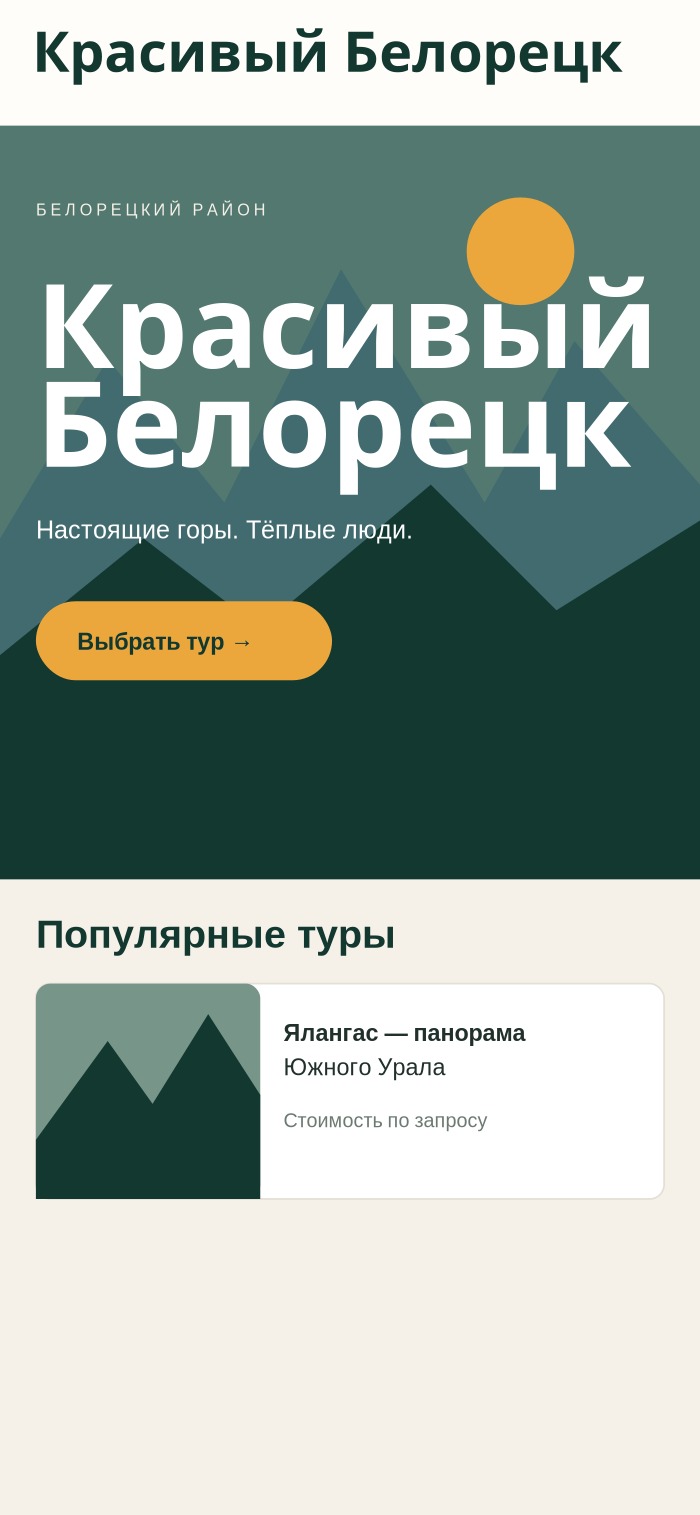 Красивый Белорецк
БЕЛОРЕЦКИЙ РАЙОН
Красивый
Белорецк
Настоящие горы. Тёплые люди.
Выбрать тур →
Популярные туры
Ялангас — панорама
Южного Урала
Стоимость по запросу